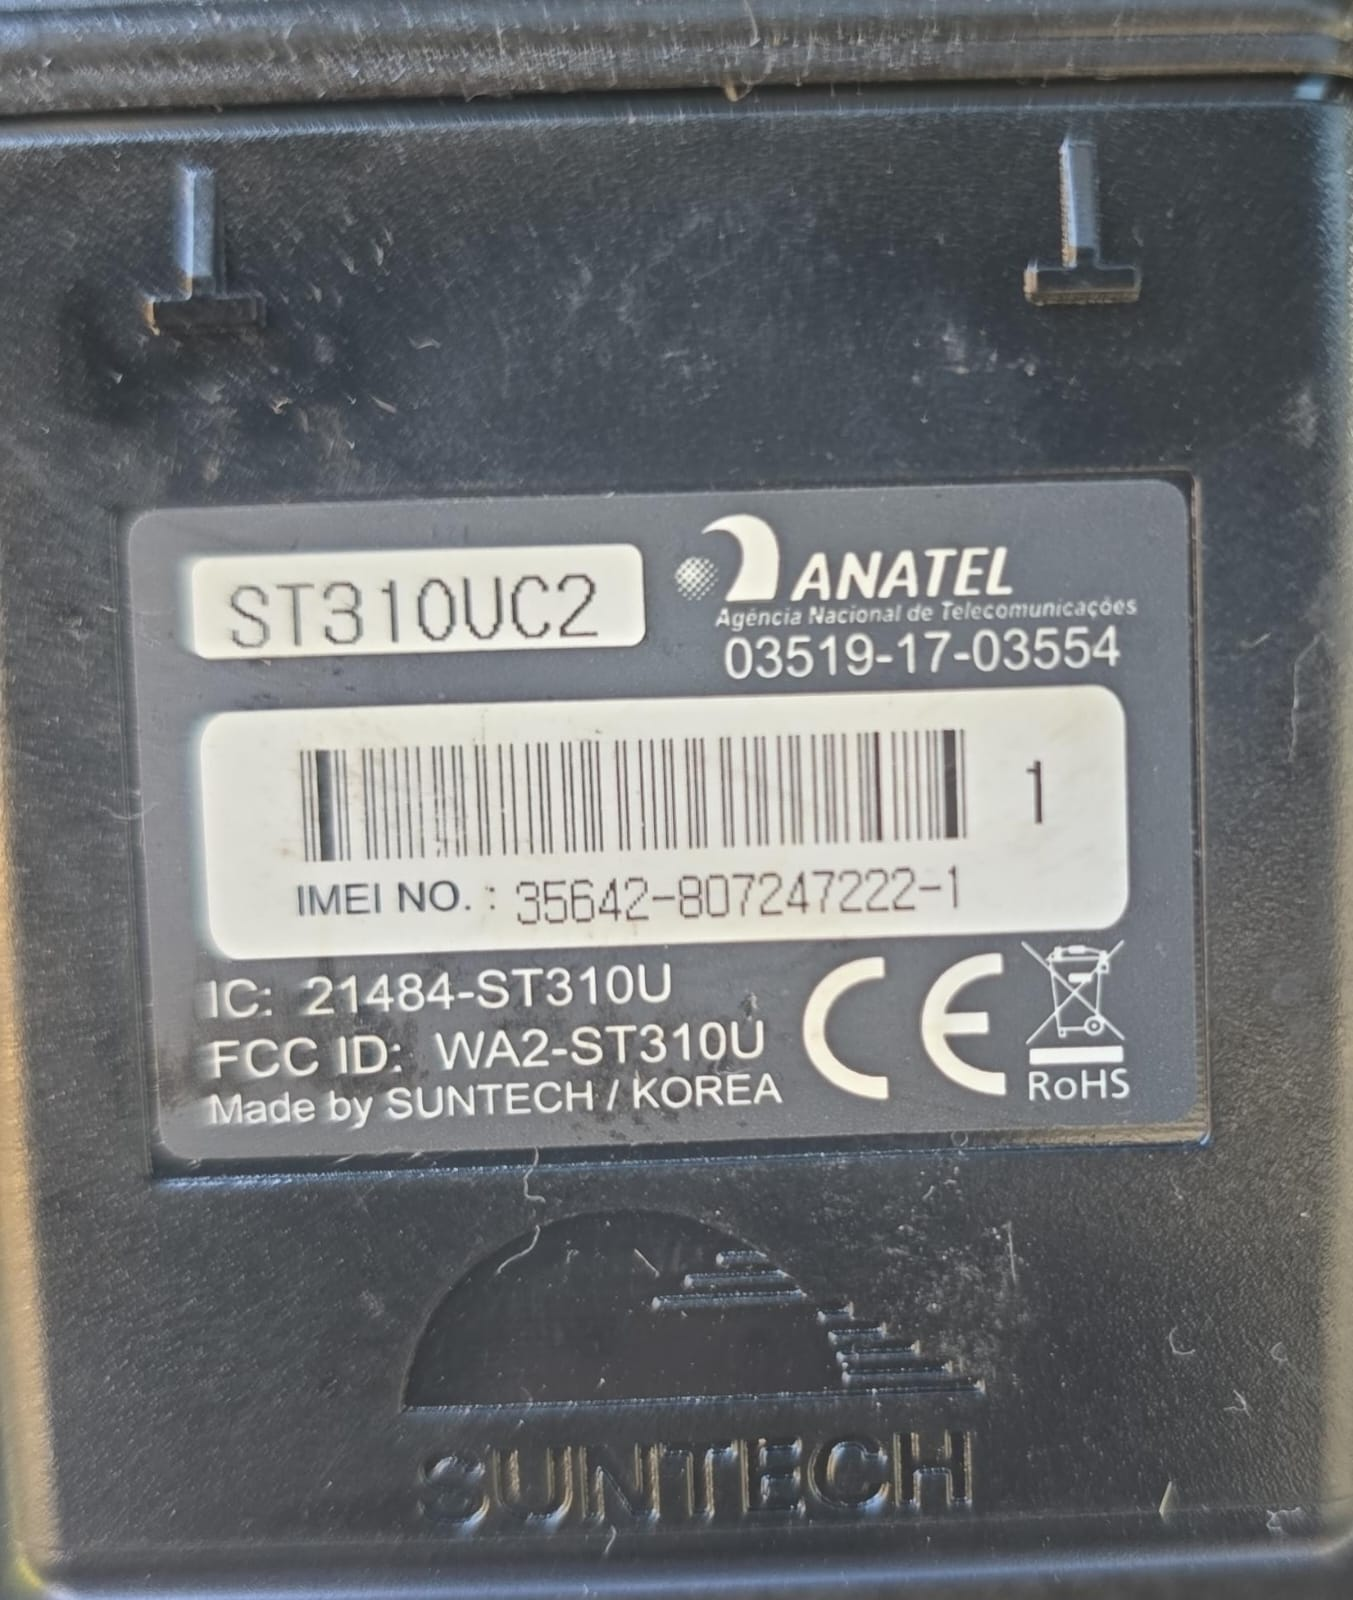 ST310UC2
ANATEL
Agência Nacional de Telecomunicações
03519-17-03554
1
IMEI NO. : 35642-807247222-1
IC: 21484-ST310U
FCC ID: WA2-ST310U
Made by SUNTECH / KOREA
CE
RoHS
SUNTECH